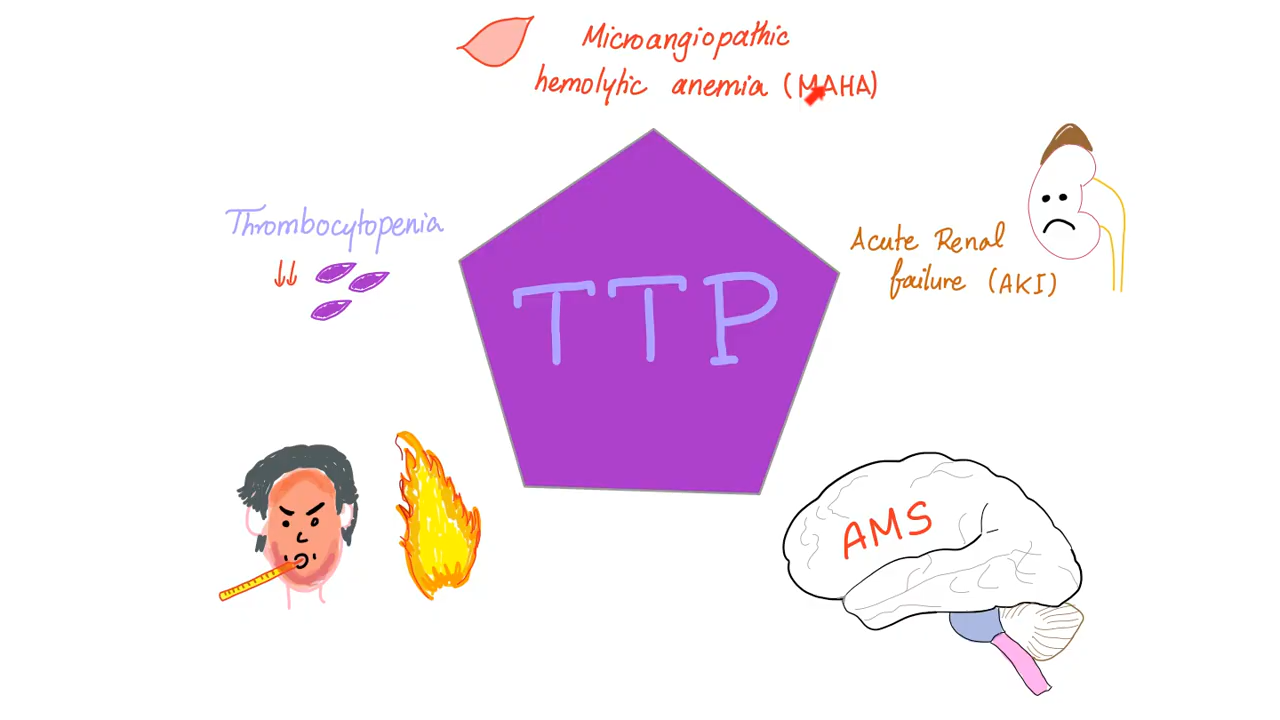 Microangiopathic
hemolytic anemia (MAHA)
Thrombocytopenia
Acute Renal
failure (AKI)
TTP
AMS